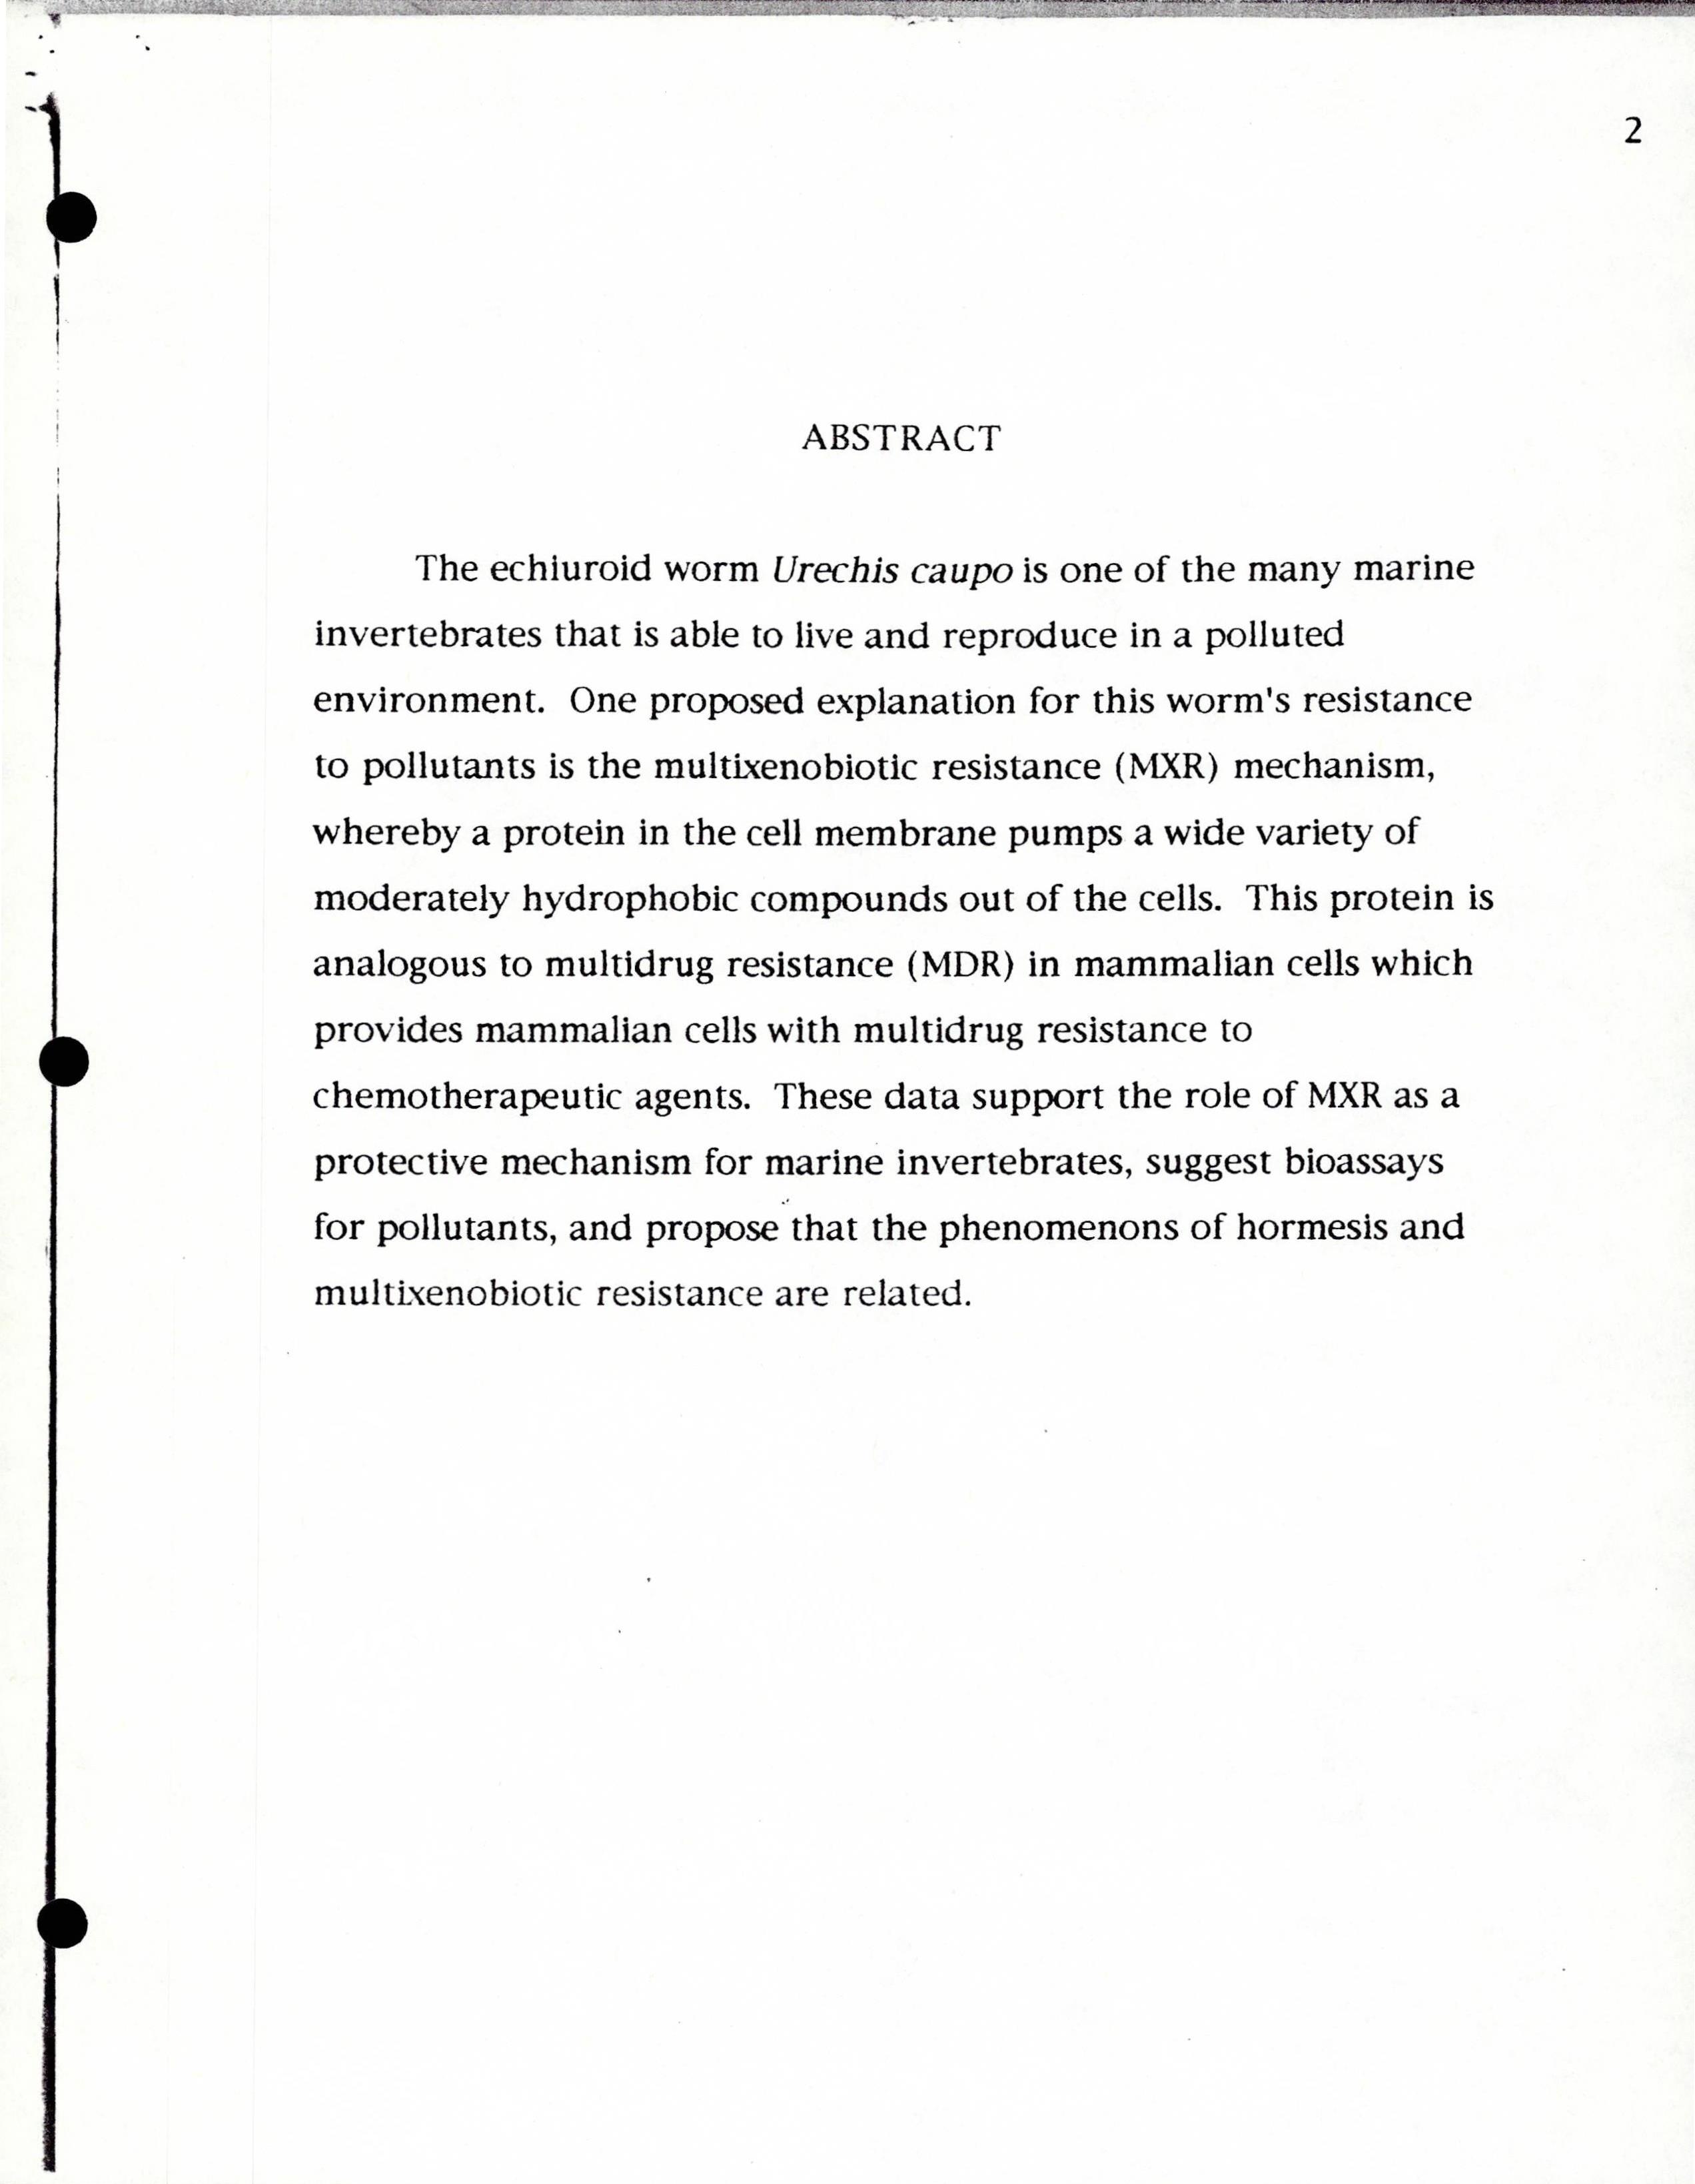 2
ABSTRACT
The echiuroid worm Urechis caupo is one of the many marine
invertebrates that is able to live and reproduce in a polluted
environment. One proposed explanation for this worm's resistance
to pollutants is the multixenobiotic resistance (MXR) mechanism,
whereby a protein in the cell membrane pumps a wide variety of
moderately hydrophobic compounds out of the cells. This protein is
analogous to multidrug resistance (MDR) in mammalian cells which
provides mammalian cells with multidrug resistance to
chemotherapeutic agents. These data support the role of MXR as a
protective mechanism for marine invertebrates, suggest bioassays
for pollutants, and propose that the phenomenons of hormesis and
multixenobiotic resistance are related.